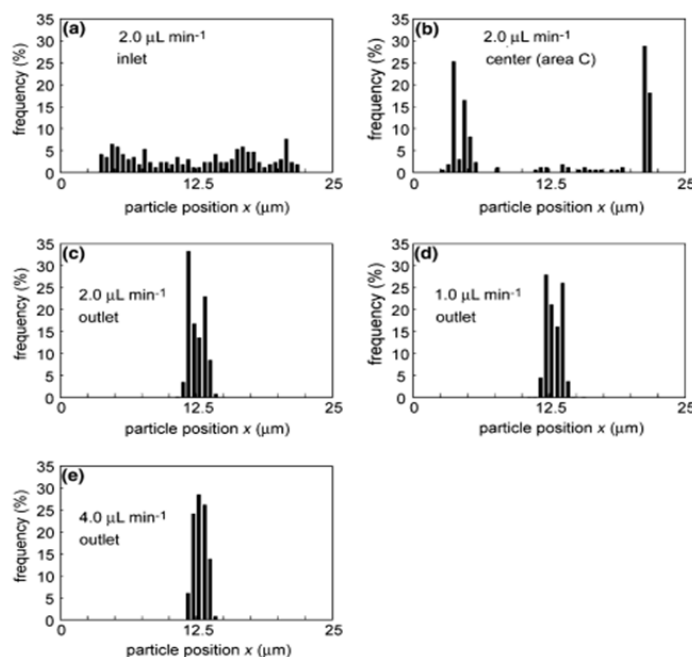 (a)
2.0 μL min-1
inlet
frequency (%)
35
30
25
20
15
10
5
0
0 12.5 25
particle position x (μm)
(b)
2.0 μL min-1
center (area C)
frequency (%)
35
30
25
20
15
10
5
0
0 12.5 25
particle position x (μm)
(c)
2.0 μL min-1
outlet
frequency (%)
35
30
25
20
15
10
5
0
0 12.5 25
particle position x (μm)
(d)
1.0 μL min-1
outlet
frequency (%)
35
30
25
20
15
10
5
0
0 12.5 25
particle position x (μm)
(e)
4.0 μL min-1
outlet
frequency (%)
35
30
25
20
15
10
5
0
0 12.5 25
particle position x (μm)